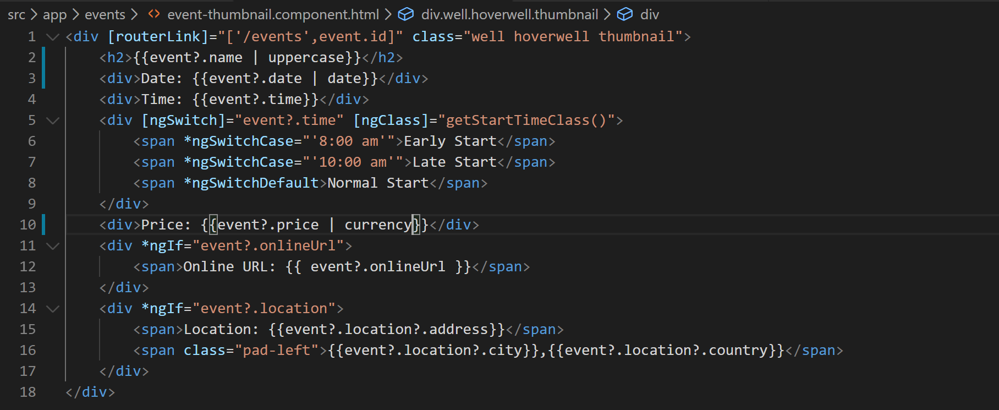 src > app > events > <> event-thumbnail.component.html > div.well.hoverwell.thumbnail > div
1 <div [routerLink]="['/events',event.id]" class="well hoverwell thumbnail">
2     <h2>{{event?.name | uppercase}}</h2>
3     <div>Date: {{event?.date | date}}</div>
4     <div>Time: {{event?.time}}</div>
5     <div [ngSwitch]="event?.time" [ngClass]="getStartTimeClass()">
6         <span *ngSwitchCase="'8:00 am'">Early Start</span>
7         <span *ngSwitchCase="'10:00 am'">Late Start</span>
8         <span *ngSwitchDefault>Normal Start</span>
9     </div>
10     <div>Price: {{event?.price | currency}}</div>
11     <div *ngIf="event?.onlineUrl">
12         <span>Online URL: {{ event?.onlineUrl }}</span>
13     </div>
14     <div *ngIf="event?.location">
15         <span>Location: {{event?.location?.address}}</span>
16         <span class="pad-left">{{event?.location?.city}},{{event?.location?.country}}</span>
17     </div>
18 </div>